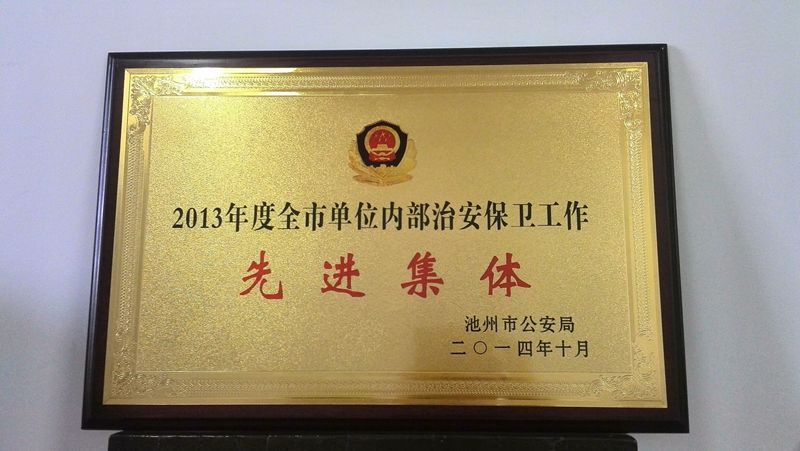 2013年度全市单位内部治安保卫工作
先进集体
池州市公安局
二〇一四年十月